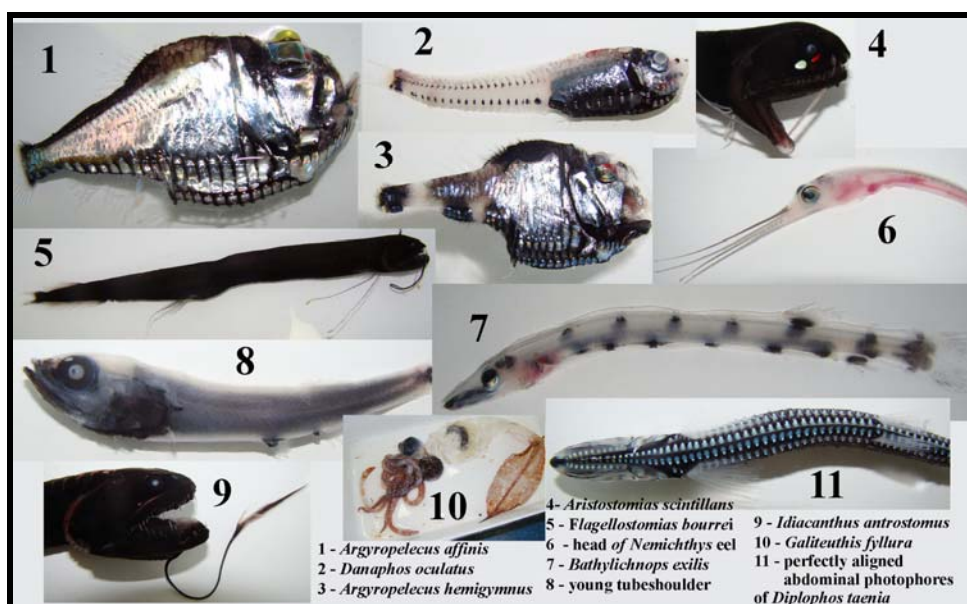 1
2
3
4
5
6
7
8
9
10
11
1 - Argyropelecus affinis
2 - Danaphos oculatus
3 - Argyropelecus hemigymnus
4- Aristostomias scintillans
5 - Flagellostomias bourrei
6 - head of Nemichthys eel
7 - Bathylichnops exilis
8 - young tubeshoulder
9 - Idiacanthus antrostomus
10 - Galiteuthis fyllura
11 - perfectly aligned
abdominal photophores
of Diplophos taenia